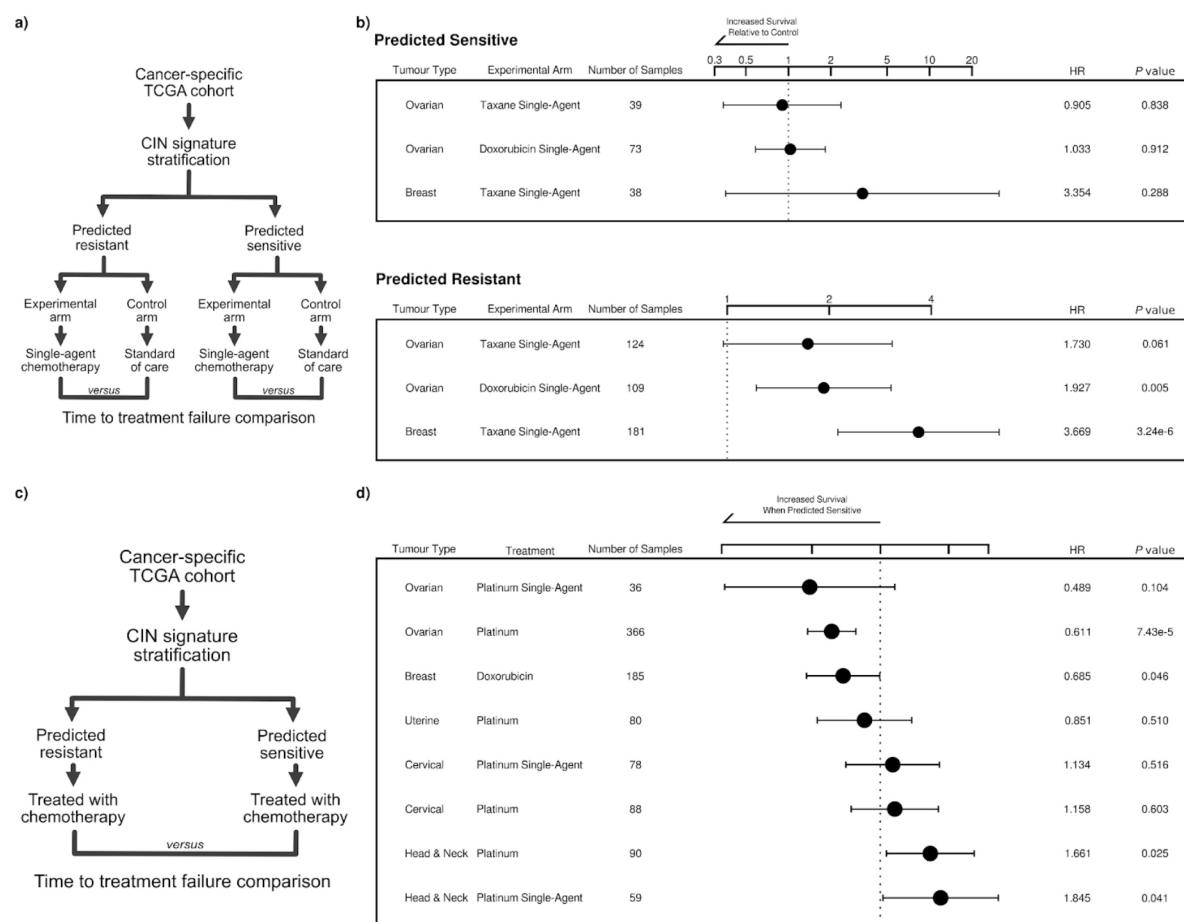 a)
Cancer-specific
TCGA cohort
CIN signature
stratification
Predicted
resistant
Predicted
sensitive
Experimental
arm
Control
arm
Experimental
arm
Control
arm
Single-agent
chemotherapy
Standard
of care
Single-agent
chemotherapy
Standard
of care
versus
versus
Time to treatment failure comparison
b)
Increased Survival
Relative to Control
Predicted Sensitive
Tumour Type Experimental Arm Number of Samples 0.3 0.5 1 2 5 10 20 HR P value
Ovarian Taxane Single-Agent 39 0.905 0.838
Ovarian Doxorubicin Single-Agent 73 1.033 0.912
Breast Taxane Single-Agent 38 3.354 0.288
Predicted Resistant
Tumour Type Experimental Arm Number of Samples 1 2 4 HR P value
Ovarian Taxane Single-Agent 124 1.730 0.061
Ovarian Doxorubicin Single-Agent 109 1.927 0.005
Breast Taxane Single-Agent 181 3.669 3.24e-6
c)
Cancer-specific
TCGA cohort
CIN signature
stratification
Predicted
resistant
Predicted
sensitive
Treated with
chemotherapy
Treated with
chemotherapy
versus
Time to treatment failure comparison
d)
Increased Survival
When Predicted Sensitive
Tumour Type Treatment Number of Samples HR P value
Ovarian Platinum Single-Agent 36 0.489 0.104
Ovarian Platinum 366 0.611 7.43e-5
Breast Doxorubicin 185 0.685 0.046
Uterine Platinum 80 0.851 0.510
Cervical Platinum Single-Agent 78 1.134 0.516
Cervical Platinum 88 1.158 0.603
Head & Neck Platinum 90 1.661 0.025
Head & Neck Platinum Single-Agent 59 1.845 0.041